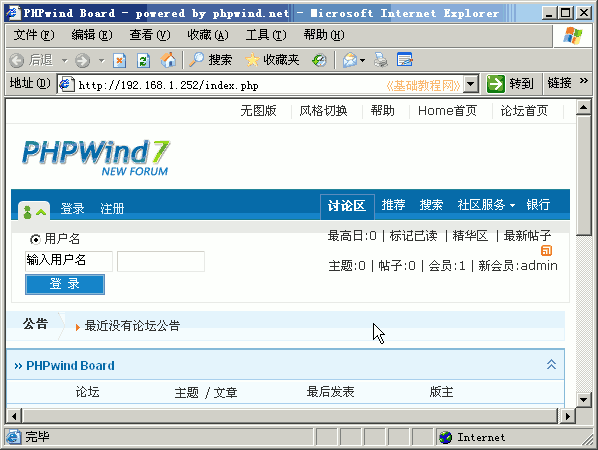 PHPWind Board - powered by phpwind.net - Microsoft Internet Explorer
文件(F) 编辑(E) 查看(V) 收藏(A) 工具(T) 帮助(H)
后退 搜索 收藏夹
地址(D) http://192.168.1.252/index.php 《基础教程网》 转到 链接 »
无图版 风格切换 帮助 Home首页 论坛首页
PHPWind 7
NEW FORUM
登录 注册 讨论区 推荐 搜索 社区服务 银行
用户名 最高日:0 | 标记已读 | 精华区 | 最新帖子
输入用户名 主题:0 | 帖子:0 | 会员:1 | 新会员:admin
登 录
公告 最近没有论坛公告
›› PHPwind Board
论坛 主题 / 文章 最后发表 版主
完毕 Internet